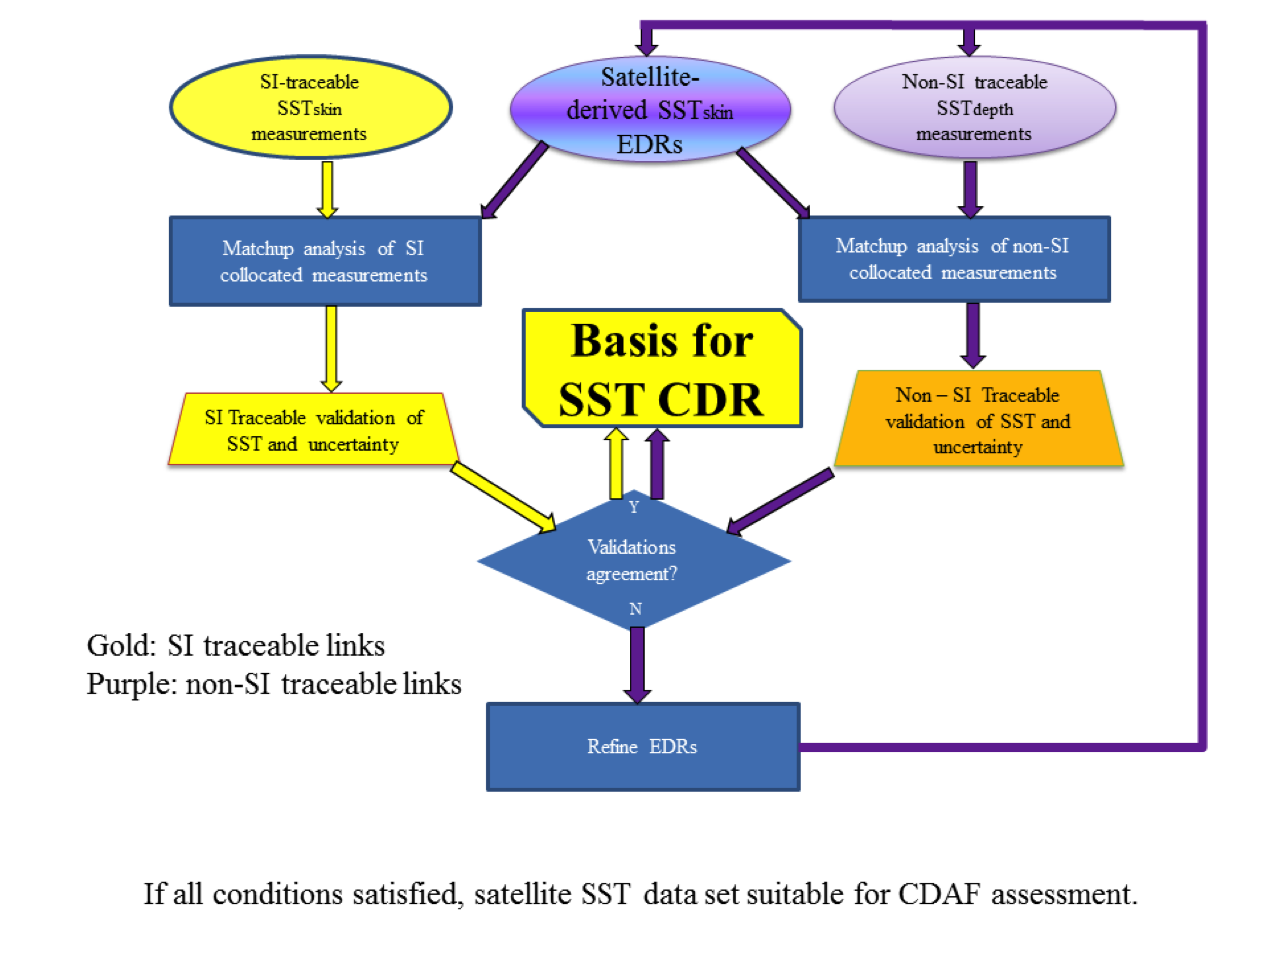 SI-traceable
SSTskin
measurements
Satellite-
derived SSTskin
EDRs
Non-SI traceable
SSTdepth
measurements
Matchup analysis of SI
collocated measurements
Matchup analysis of non-SI
collocated measurements
Basis for
SST CDR
SI Traceable validation of
SST and uncertainty
Non – SI Traceable
validation of SST and
uncertainty
Y
Validations
agreement?
N
Gold: SI traceable links
Purple: non-SI traceable links
Refine EDRs
If all conditions satisfied, satellite SST data set suitable for CDAF assessment.